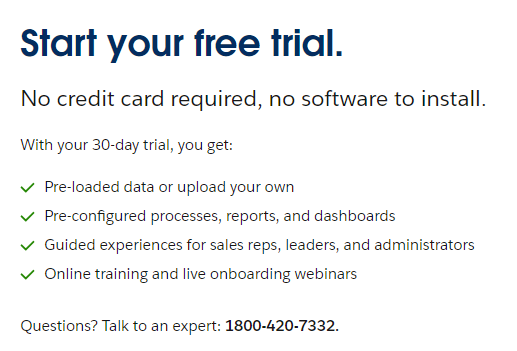 Start your free trial.
No credit card required, no software to install.
With your 30-day trial, you get:
Pre-loaded data or upload your own
Pre-configured processes, reports, and dashboards
Guided experiences for sales reps, leaders, and administrators
Online training and live onboarding webinars
Questions? Talk to an expert: 1800-420-7332.